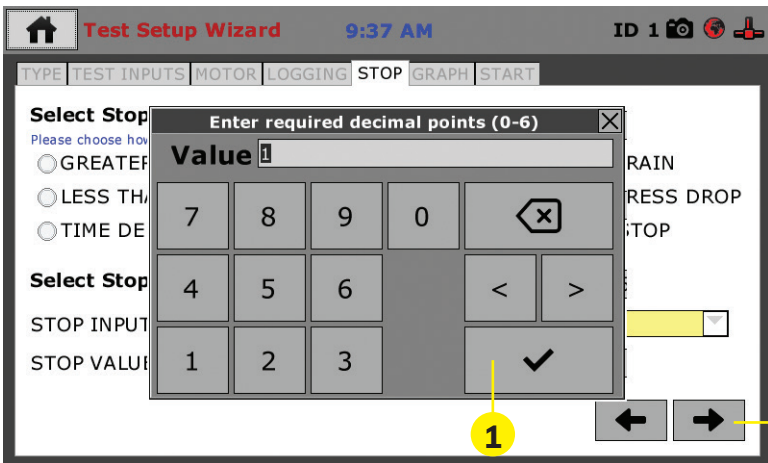 Test Setup Wizard 9:37 AM ID 1
TYPE TEST INPUTS MOTOR LOGGING STOP GRAPH START
Select Stop
Please choose how
Enter required decimal points (0-6)
Value 1
GREATER
RAIN
LESS THA
RESS DROP
TIME DE
STOP
7 8 9 0
4 5 6 < >
1 2 3
Select Stop
STOP INPUT
STOP VALUE
1